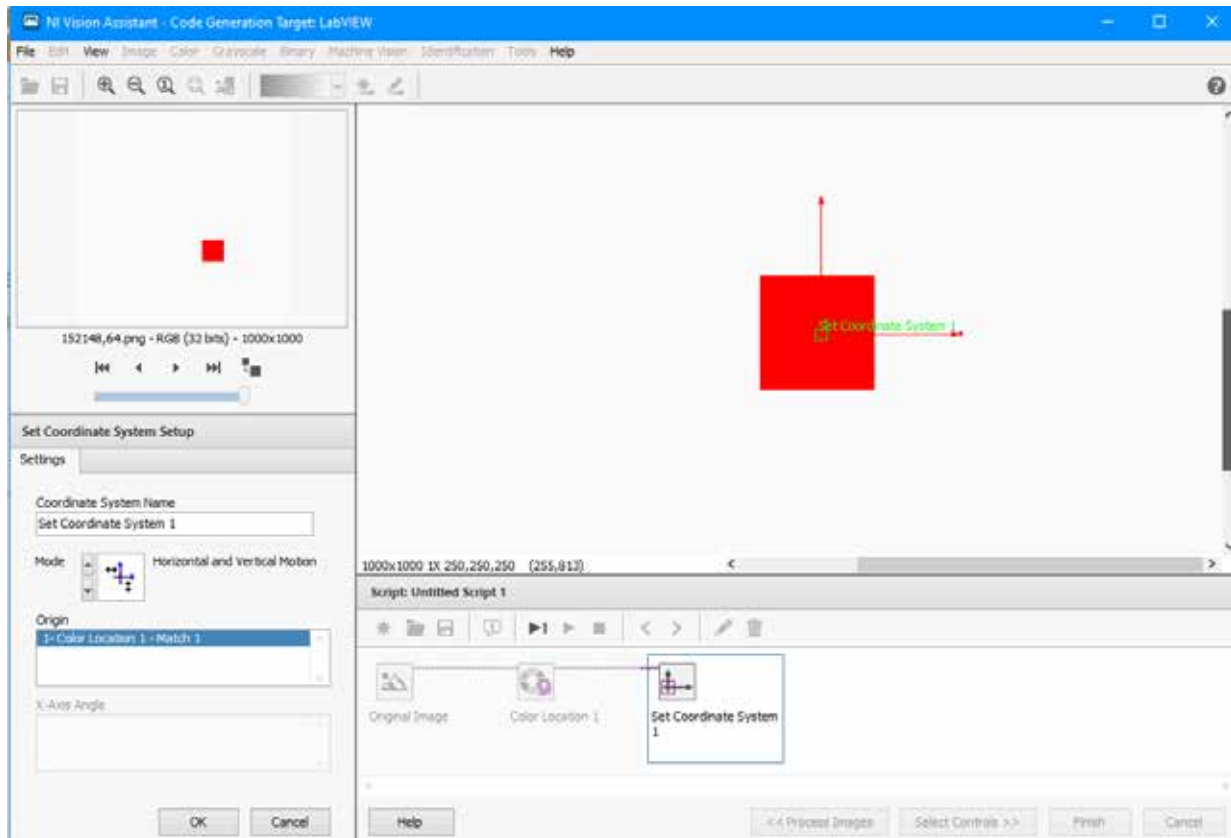 NI Vision Assistant - Code Generation Target: LabVIEW
File Edit View Image Color Grayscale Binary Machine Vision Identification Tools Help
152148,64.png - RGB (32 bits) - 1000x1000
Set Coordinate System Setup
Settings
Coordinate System Name
Set Coordinate System 1
Mode
Horizontal and Vertical Motion
Origin
1- Color Location 1 - Match 1
X-Axis Angle
OK Cancel
Set Coordinate System 1
1000x1000 1X 250,250,250 (255,813)
Script: Untitled Script 1
Original Image
Color Location 1
Set Coordinate System
1
Help
<< Process Images
Select Controls >>
Finish
Cancel